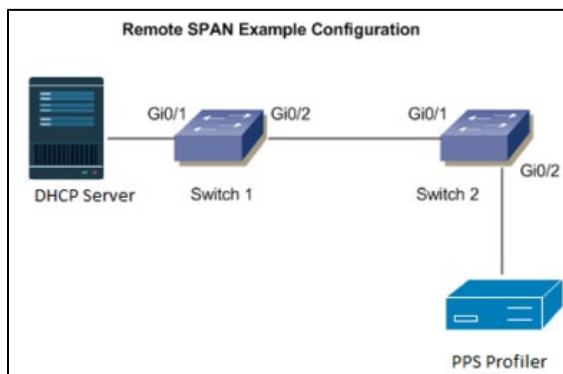 Remote SPAN Example Configuration
Gi0/1
Gi0/2
Gi0/1
DHCP Server
Switch 1
Switch 2
Gi0/2
PPS Profiler